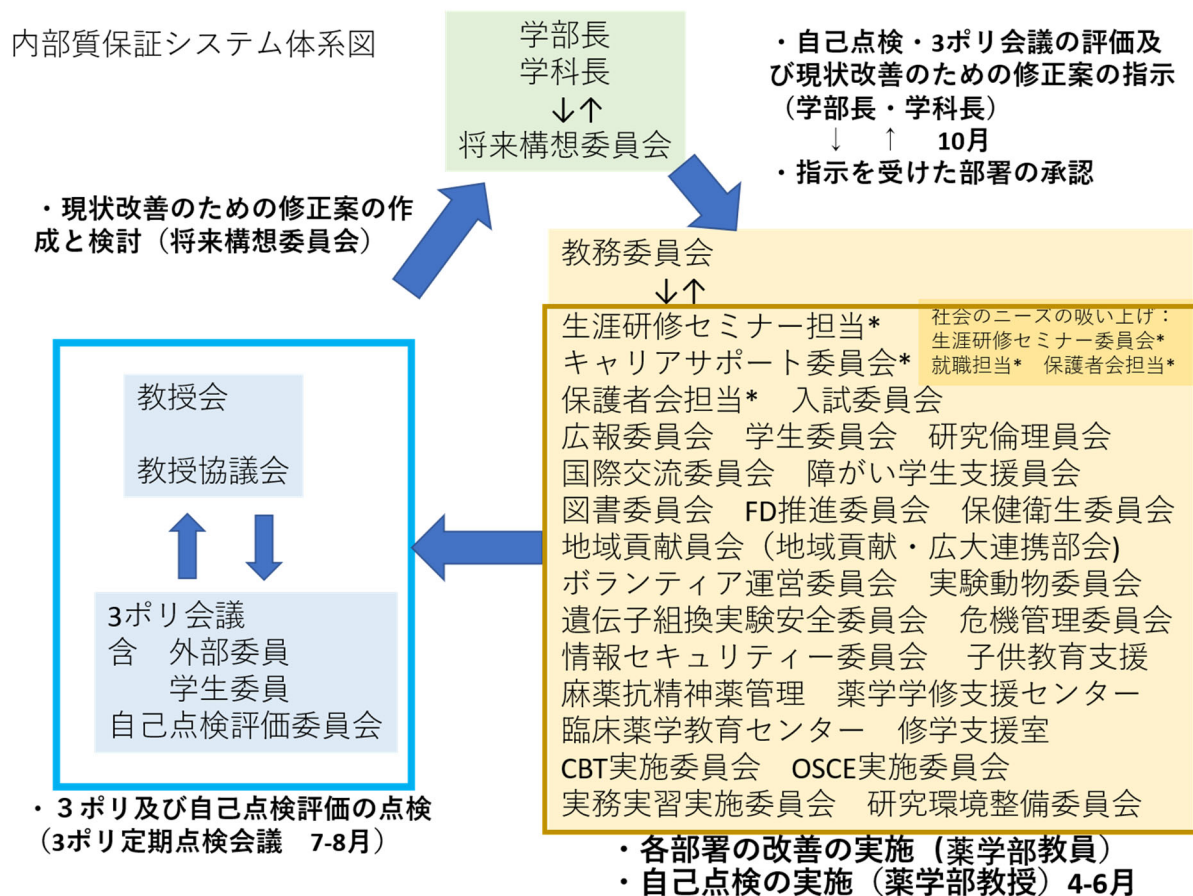 内部質保証システム体系図
学部長
学科長
↓↑
将来構想委員会
・自己点検・3ポリ会議の評価及
び現状改善のための修正案の指示
（学部長・学科長）
↓ ↑ 10月
・指示を受けた部署の承認
・現状改善のための修正案の作
成と検討（将来構想委員会）
教務委員会
↓↑
生涯研修セミナー担当*
キャリアサポート委員会*
保護者会担当* 入試委員会
広報委員会 学生委員会 研究倫理員会
国際交流委員会 障がい学生支援員会
図書委員会 FD推進委員会 保健衛生委員会
地域貢献員会（地域貢献・広大連携部会)
ボランティア運営委員会 実験動物委員会
遺伝子組換実験安全委員会 危機管理委員会
情報セキュリティー委員会 子供教育支援
麻薬抗精神薬管理 薬学学修支援センター
臨床薬学教育センター 修学支援室
CBT実施委員会 OSCE実施委員会
実務実習実施委員会 研究環境整備委員会
社会のニーズの吸い上げ：
生涯研修セミナー委員会*
就職担当* 保護者会担当*
・各部署の改善の実施（薬学部教員）
・自己点検の実施（薬学部教授）4-6月
教授会
教授協議会
3ポリ会議
含 外部委員
学生委員
自己点検評価委員会
・３ポリ及び自己点検評価の点検
（3ポリ定期点検会議 7-8月）